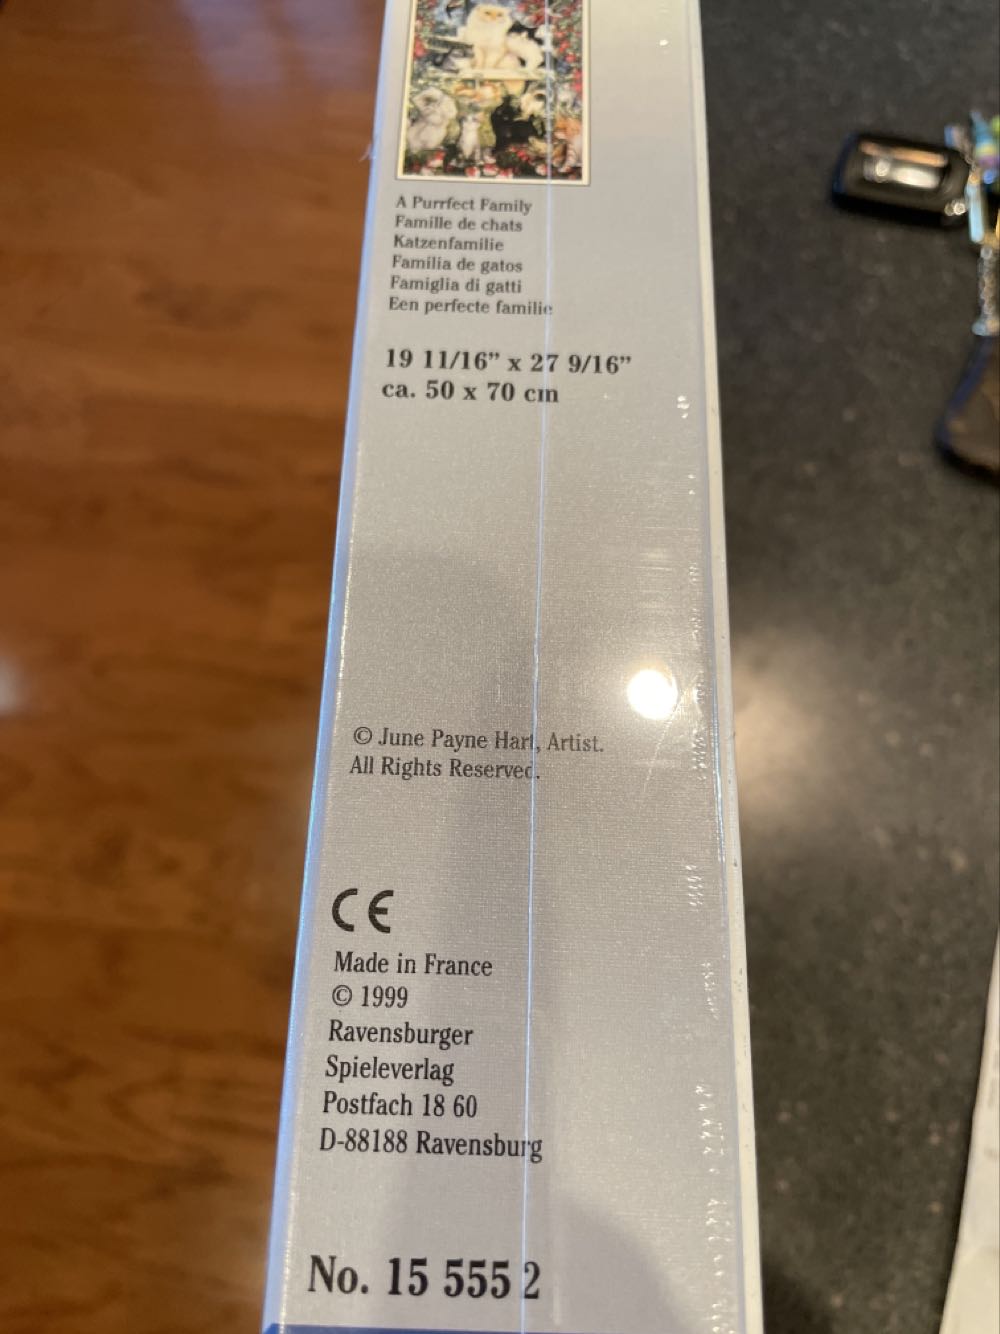 A Purrfect Family
Famille de chats
Katzenfamilie
Familia de gatos
Famiglia di gatti
Een perfecte familie
19 11/16” x 27 9/16”
ca. 50 x 70 cm
© June Payne Hart, Artist.
All Rights Reserved.
CE
Made in France
© 1999
Ravensburger
Spieleverlag
Postfach 18 60
D-88188 Ravensburg
No. 15 555 2